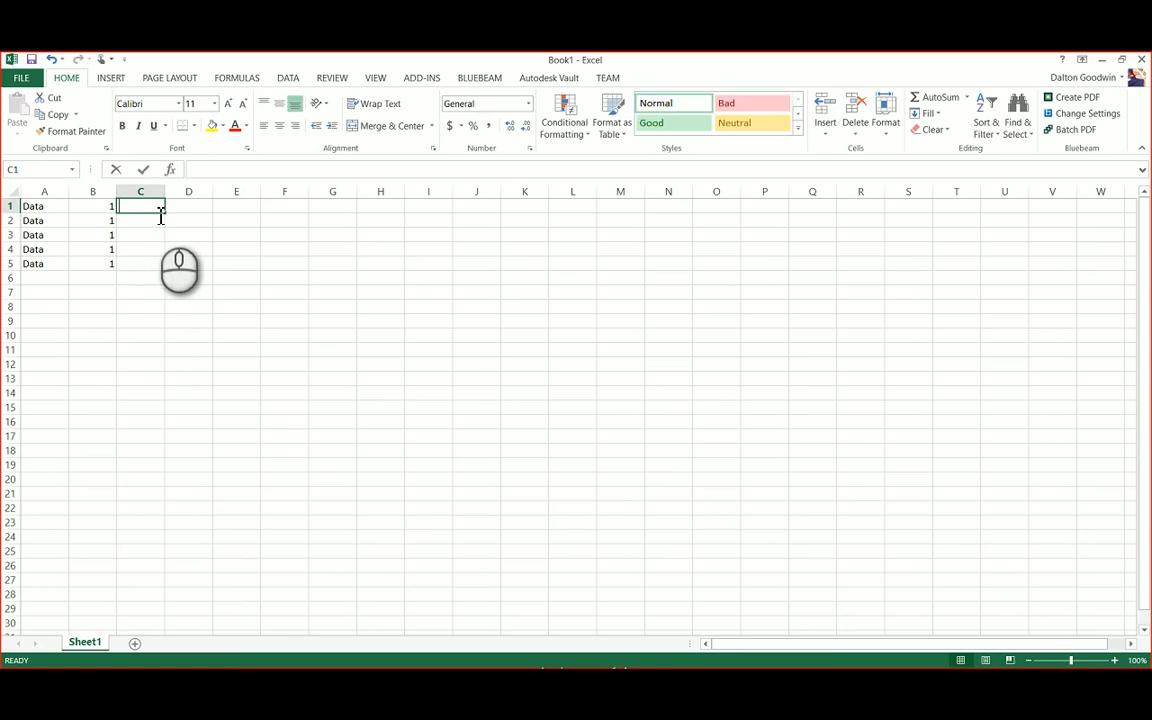 Book1 - Excel
FILE HOME INSERT PAGE LAYOUT FORMULAS DATA REVIEW VIEW ADD-INS BLUEBEAM Autodesk Vault TEAM Dalton Goodwin
Paste
Cut
Copy
Format Painter
Clipboard
Calibri 11
B I U
Font
Wrap Text
Merge & Center
Alignment
General
$ % ,
Number
Conditional Formatting
Format as Table
Normal Bad
Good Neutral
Styles
Insert Delete Format
Cells
AutoSum
Fill
Clear
Sort & Filter
Find & Select
Editing
Create PDF
Change Settings
Batch PDF
Bluebeam
C1 fx
A B C D E F G H I J K L M N O P Q R S T U V W
1 Data 1
2 Data 1
3 Data 1
4 Data 1
5 Data 1
6
7
8
9
10
11
12
13
14
15
16
17
18
19
20
21
22
23
24
25
26
27
28
29
30
Sheet1
READY 100%